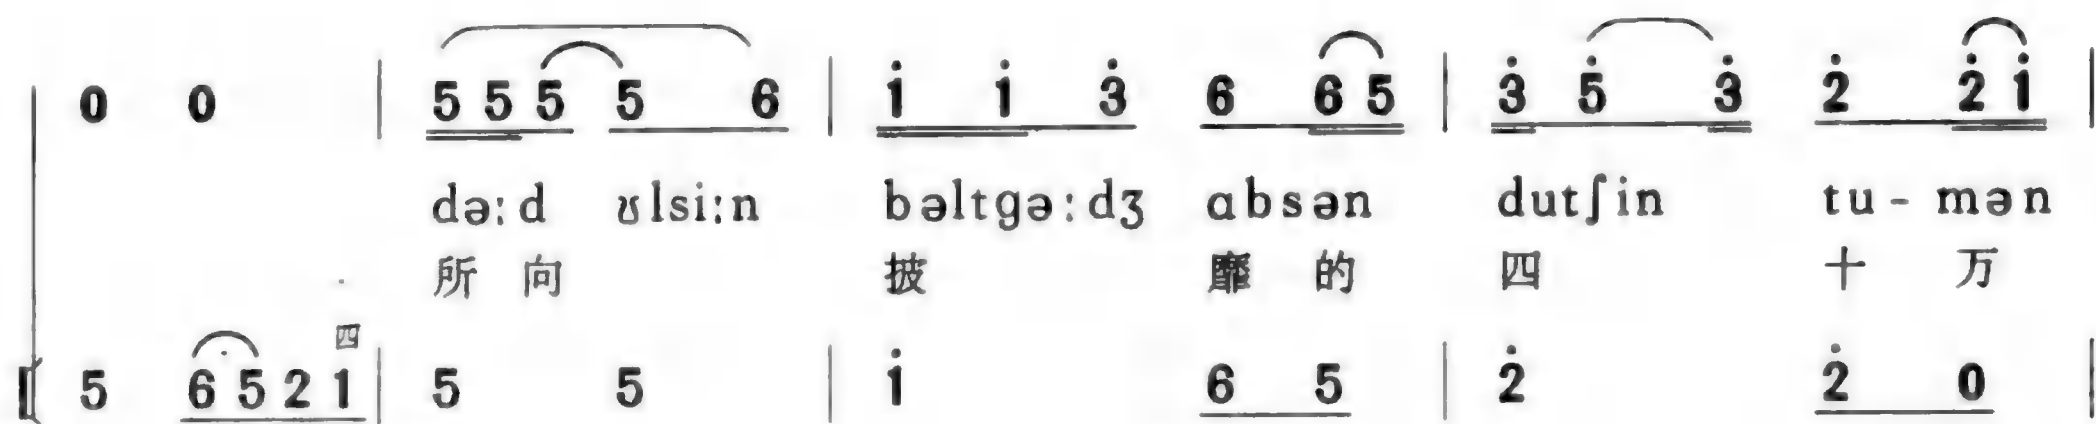 0 0 | 5 5 5 5 6 | i̇ i̇ 3̇ 6 6 5 | 3̇ 5̇ 3̇ 2̇ 2̇ i̇ |
də:d ʊlsi:n bəltgə:dʒ ɑbsən dutʃin tu- mən
所 向 披 靡 的 四 十 万
四
5 6 5 2 1 | 5 5 | i̇ 6 5 | 2̇ 2̇ 0 |